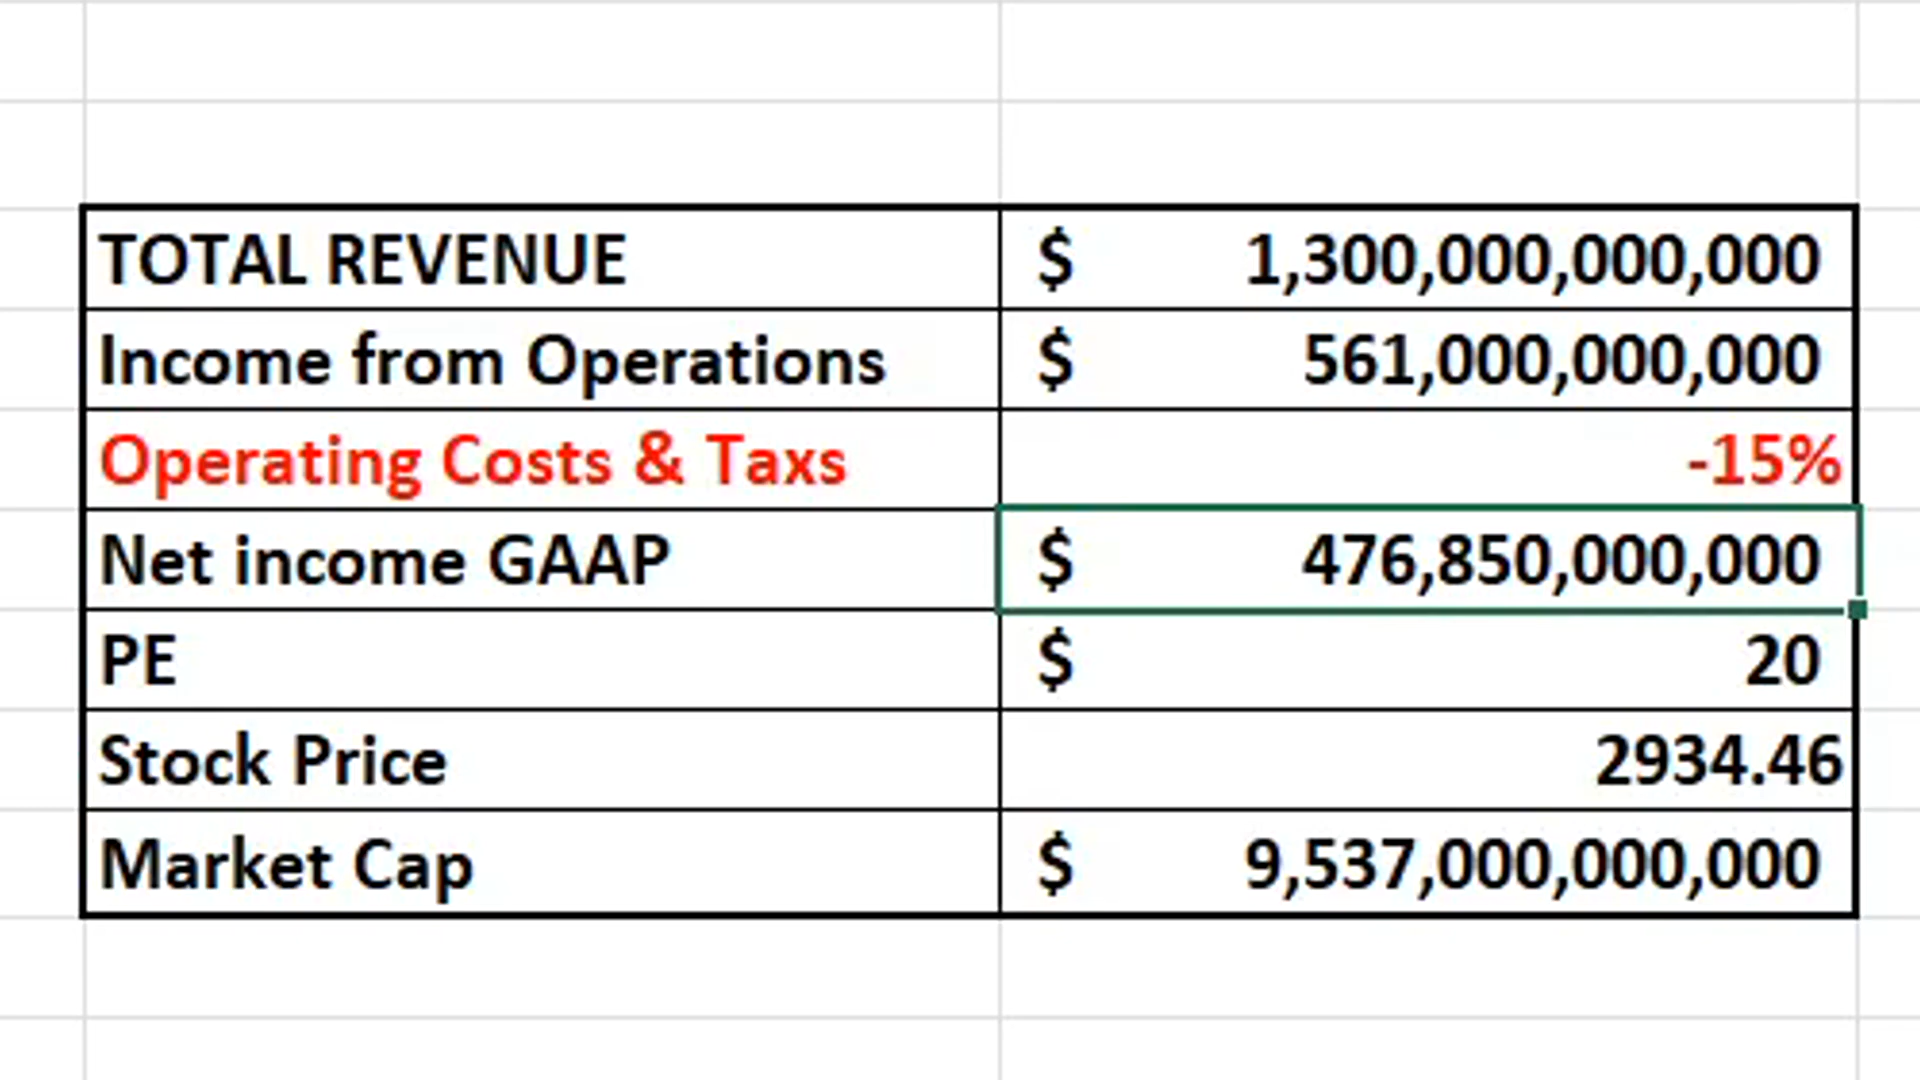 TOTAL REVENUE $ 1,300,000,000,000
Income from Operations $ 561,000,000,000
Operating Costs & Taxs -15%
Net income GAAP $ 476,850,000,000
PE $ 20
Stock Price 2934.46
Market Cap $ 9,537,000,000,000